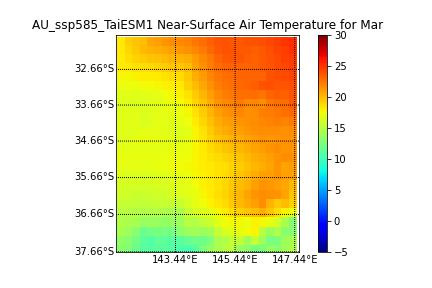 AU_ssp585_TaiESM1 Near-Surface Air Temperature for Mar
32.66°S
33.66°S
34.66°S
35.66°S
36.66°S
37.66°S
143.44°E 145.44°E 147.44°E
30
25
20
15
10
5
0
−5